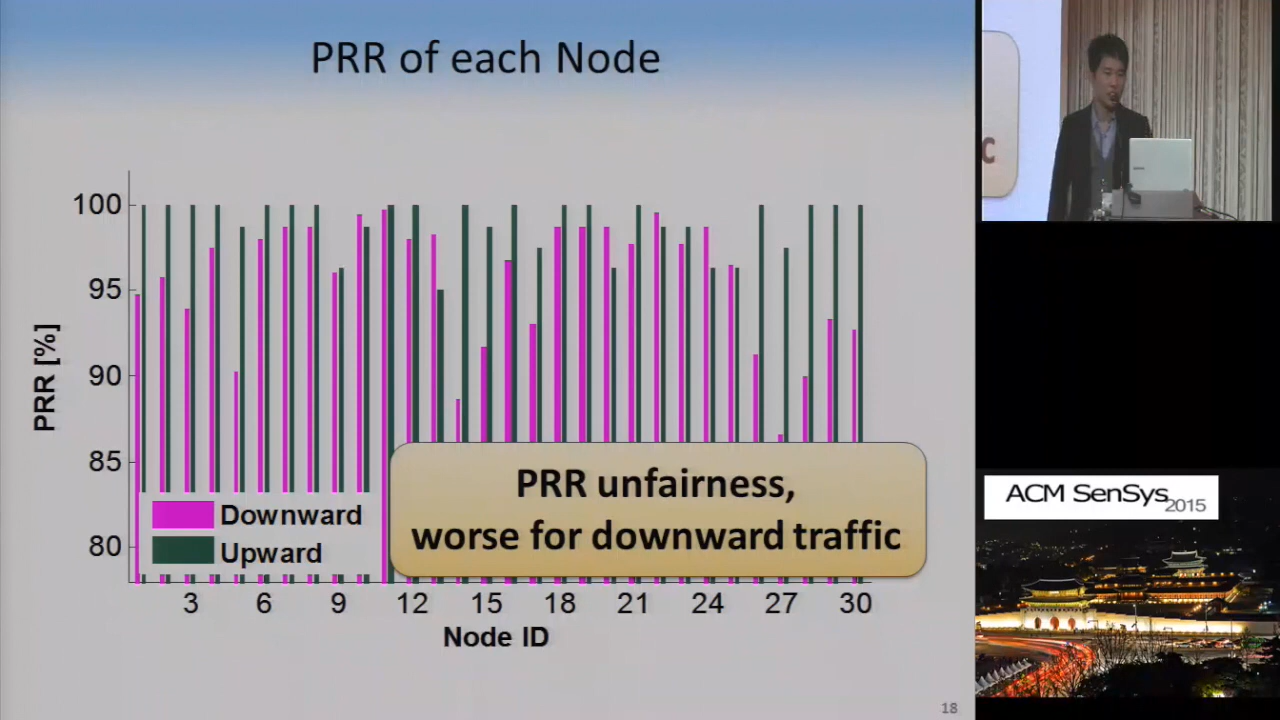 PRR of each Node
PRR [%]
100
95
90
85
80
Downward
Upward
PRR unfairness,
worse for downward traffic
3 6 9 12 15 18 21 24 27 30
Node ID
18
c
ACM SenSys 2015